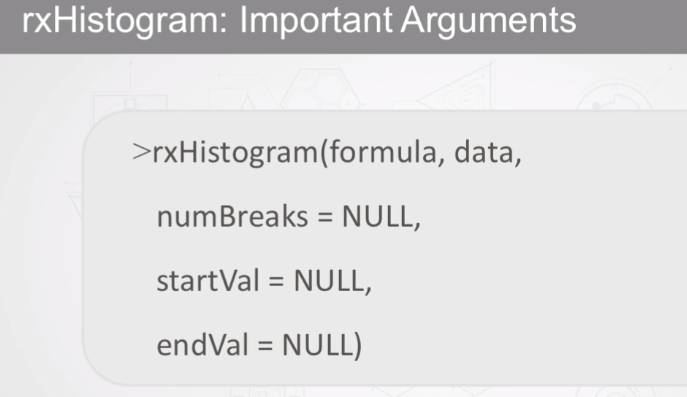 rxHistogram: Important Arguments
>rxHistogram(formula, data,
numBreaks = NULL,
startVal = NULL,
endVal = NULL)